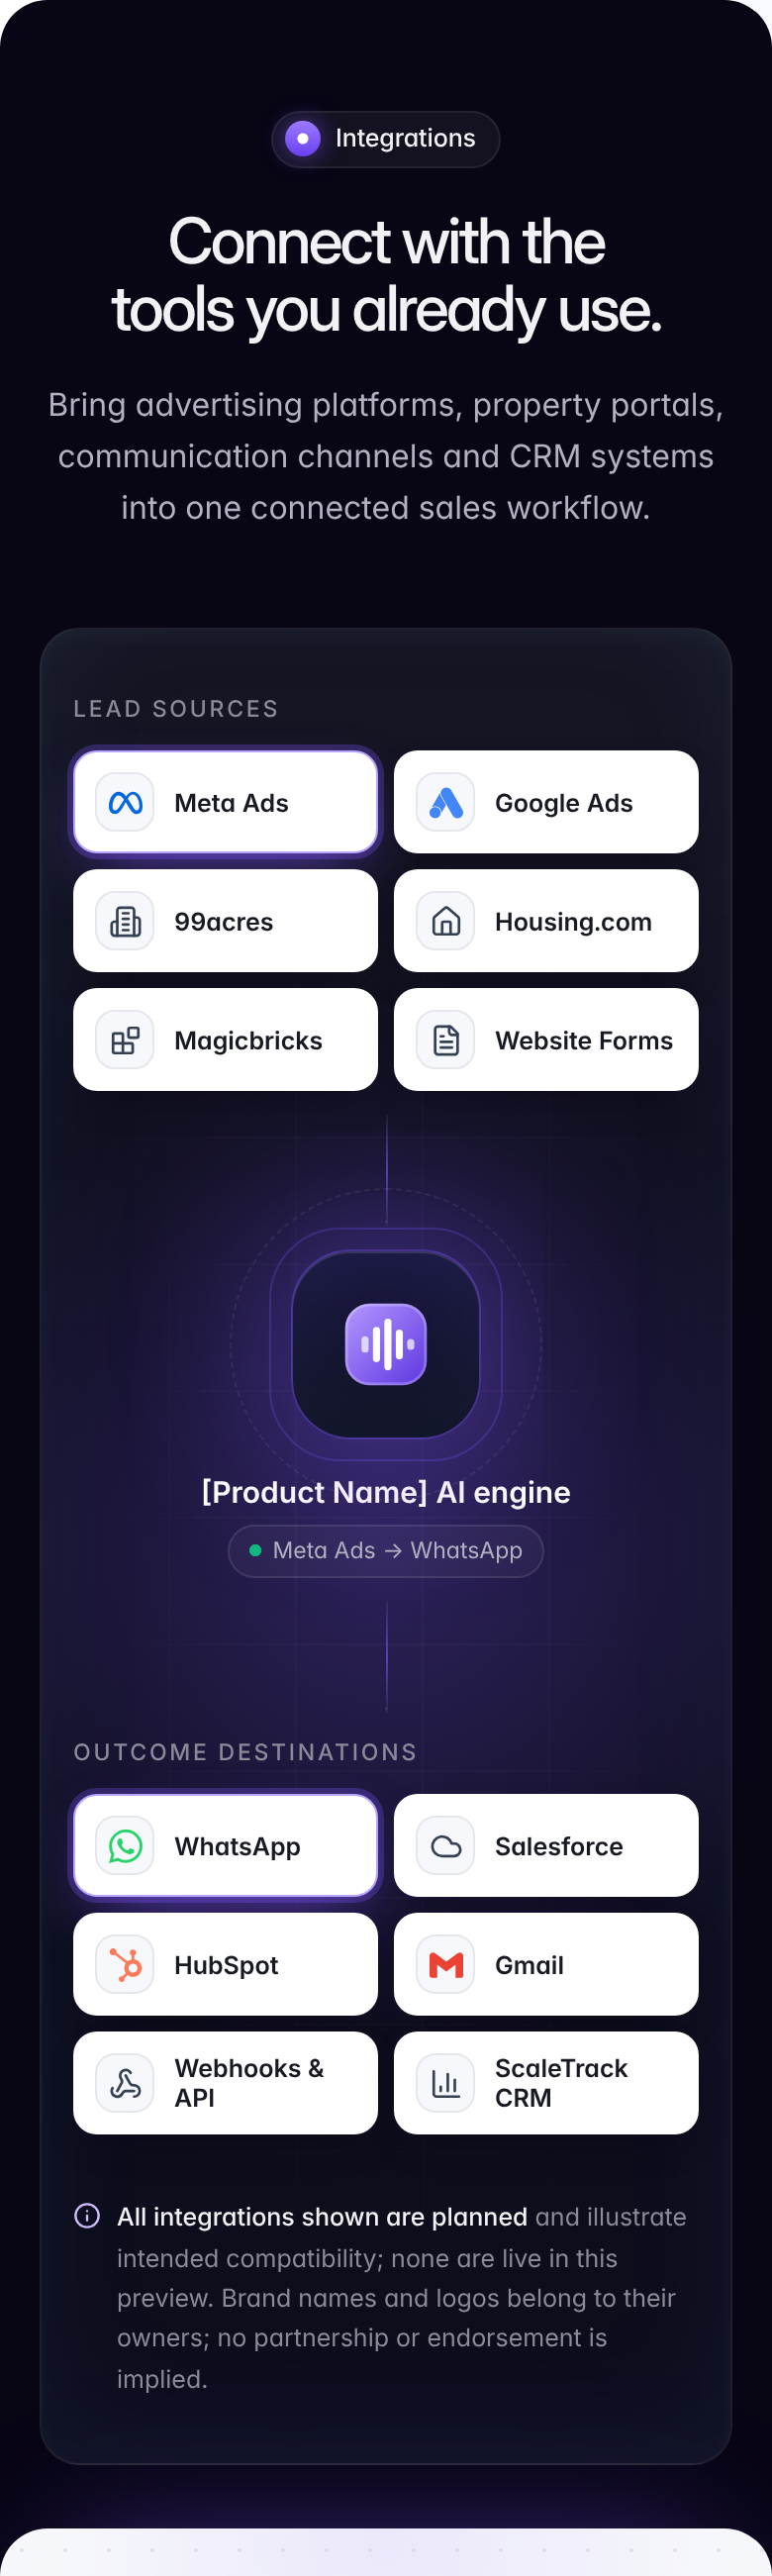 Integrations
Connect with the
tools you already use.
Bring advertising platforms, property portals,
communication channels and CRM systems
into one connected sales workflow.
LEAD SOURCES
Meta Ads
Google Ads
99acres
Housing.com
Magicbricks
Website Forms
[Product Name] AI engine
Meta Ads → WhatsApp
OUTCOME DESTINATIONS
WhatsApp
Salesforce
HubSpot
Gmail
Webhooks &
API
ScaleTrack
CRM
All integrations shown are planned and illustrate
intended compatibility; none are live in this
preview. Brand names and logos belong to their
owners; no partnership or endorsement is
implied.